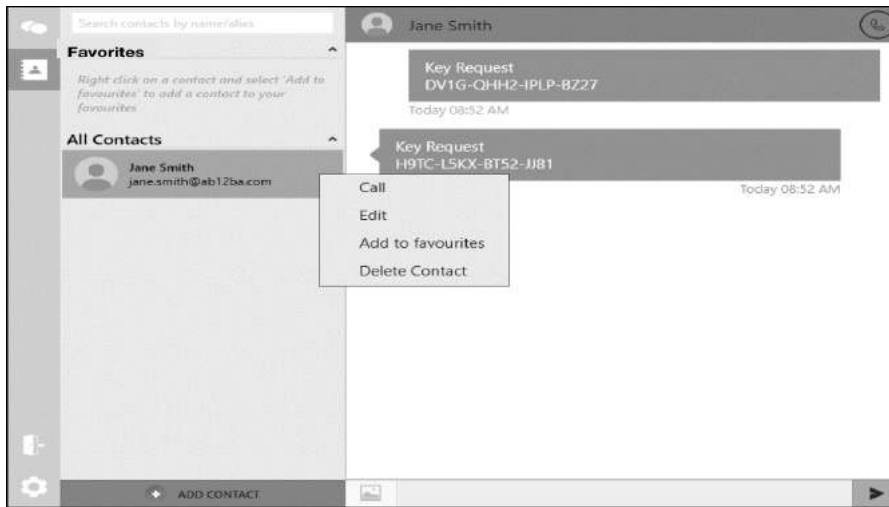 Search contacts by name/alies
Jane Smith
Favorites
Right click on a contact and select 'Add to
favourites' to add a contact to your
favourites
All Contacts
Jane Smith
jane.smith@ab12ba.com
Key Request
DV1G-QHH2-IPLP-BZ27
Today 08:52 AM
Key Request
H9TC-L5KX-BT52-JJ81
Today 08:52 AM
Call
Edit
Add to favourites
Delete Contact
ADD CONTACT